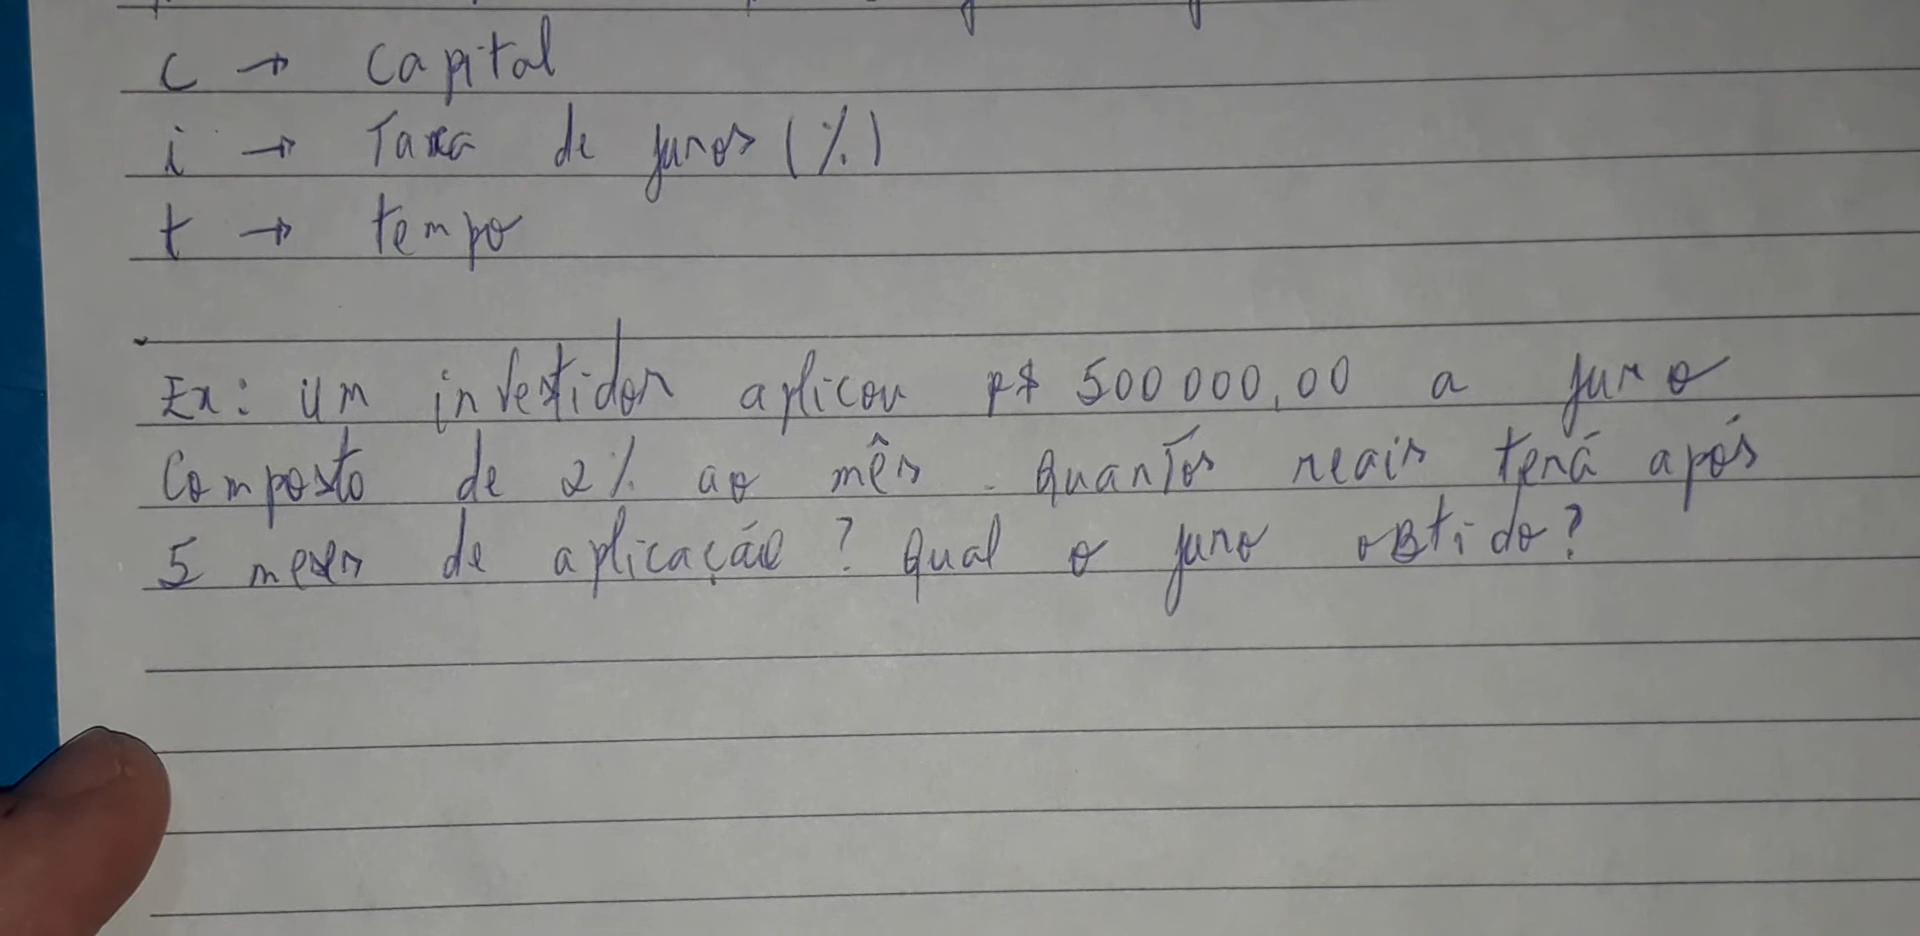 c → capital
i → Taxa de juros (%)
t → tempo
Ex: Um investidor aplicou R$ 500 000,00 a juro
composto de 2% ao mês. Quantos reais terá após
5 meses de aplicação? Qual o juro obtido?